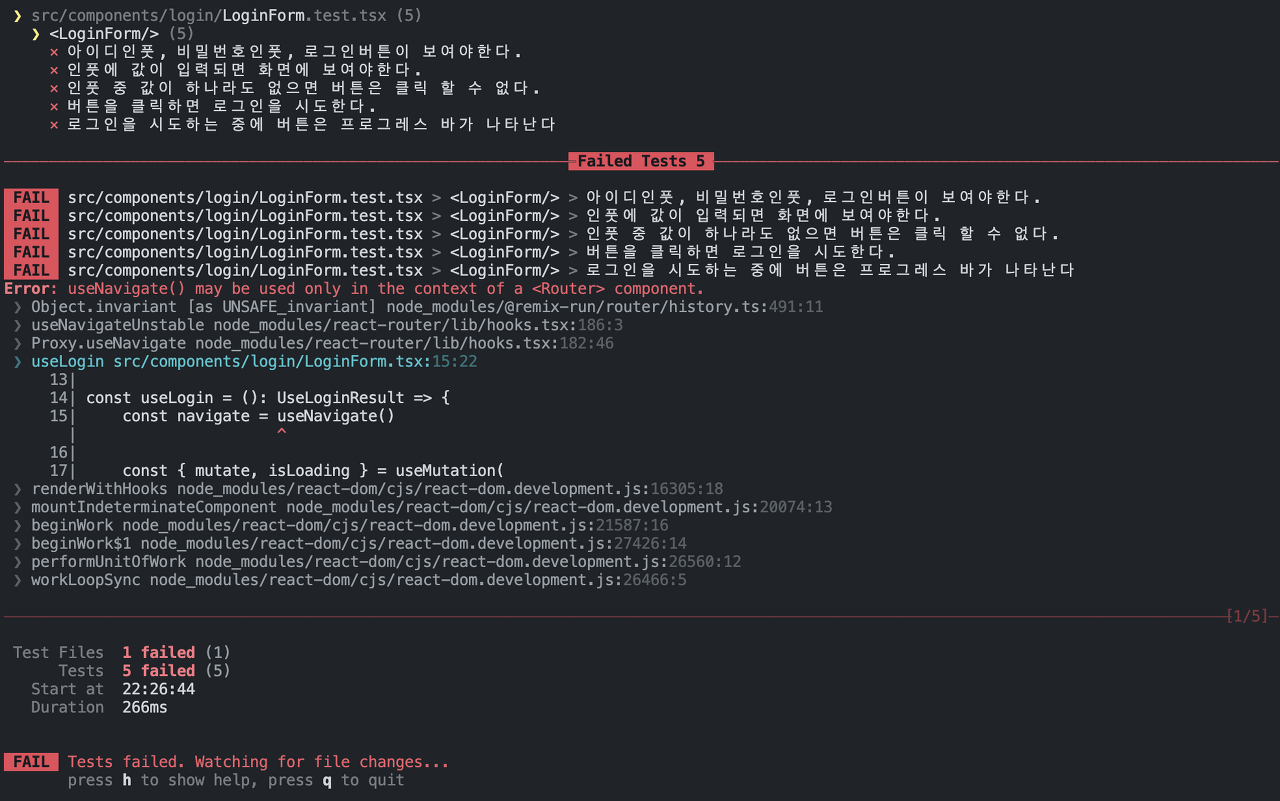 ❯ src/components/login/LoginForm.test.tsx (5)
❯ <LoginForm/> (5)
× 아이디인풋, 비밀번호인풋, 로그인버튼이 보여야한다.
× 인풋에 값이 입력되면 화면에 보여야한다.
× 인풋 중 값이 하나라도 없으면 버튼은 클릭 할 수 없다.
× 버튼을 클릭하면 로그인을 시도한다.
× 로그인을 시도하는 중에 버튼은 프로그레스 바가 나타난다
Failed Tests 5
FAIL src/components/login/LoginForm.test.tsx > <LoginForm/> > 아이디인풋, 비밀번호인풋, 로그인버튼이 보여야한다.
FAIL src/components/login/LoginForm.test.tsx > <LoginForm/> > 인풋에 값이 입력되면 화면에 보여야한다.
FAIL src/components/login/LoginForm.test.tsx > <LoginForm/> > 인풋 중 값이 하나라도 없으면 버튼은 클릭 할 수 없다.
FAIL src/components/login/LoginForm.test.tsx > <LoginForm/> > 버튼을 클릭하면 로그인을 시도한다.
FAIL src/components/login/LoginForm.test.tsx > <LoginForm/> > 로그인을 시도하는 중에 버튼은 프로그레스 바가 나타난다
Error: useNavigate() may be used only in the context of a <Router> component.
❯ Object.invariant [as UNSAFE_invariant] node_modules/@remix-run/router/history.ts:491:11
❯ useNavigateUnstable node_modules/react-router/lib/hooks.tsx:186:3
❯ Proxy.useNavigate node_modules/react-router/lib/hooks.tsx:182:46
❯ useLogin src/components/login/LoginForm.tsx:15:22
13|
14| const useLogin = (): UseLoginResult => {
15|     const navigate = useNavigate()
|                      ^
16|
17|     const { mutate, isLoading } = useMutation(
❯ renderWithHooks node_modules/react-dom/cjs/react-dom.development.js:16305:18
❯ mountIndeterminateComponent node_modules/react-dom/cjs/react-dom.development.js:20074:13
❯ beginWork node_modules/react-dom/cjs/react-dom.development.js:21587:16
❯ beginWork$1 node_modules/react-dom/cjs/react-dom.development.js:27426:14
❯ performUnitOfWork node_modules/react-dom/cjs/react-dom.development.js:26560:12
❯ workLoopSync node_modules/react-dom/cjs/react-dom.development.js:26466:5
[1/5]
Test Files 1 failed (1)
Tests 5 failed (5)
Start at 22:26:44
Duration 266ms
FAIL Tests failed. Watching for file changes...
press h to show help, press q to quit